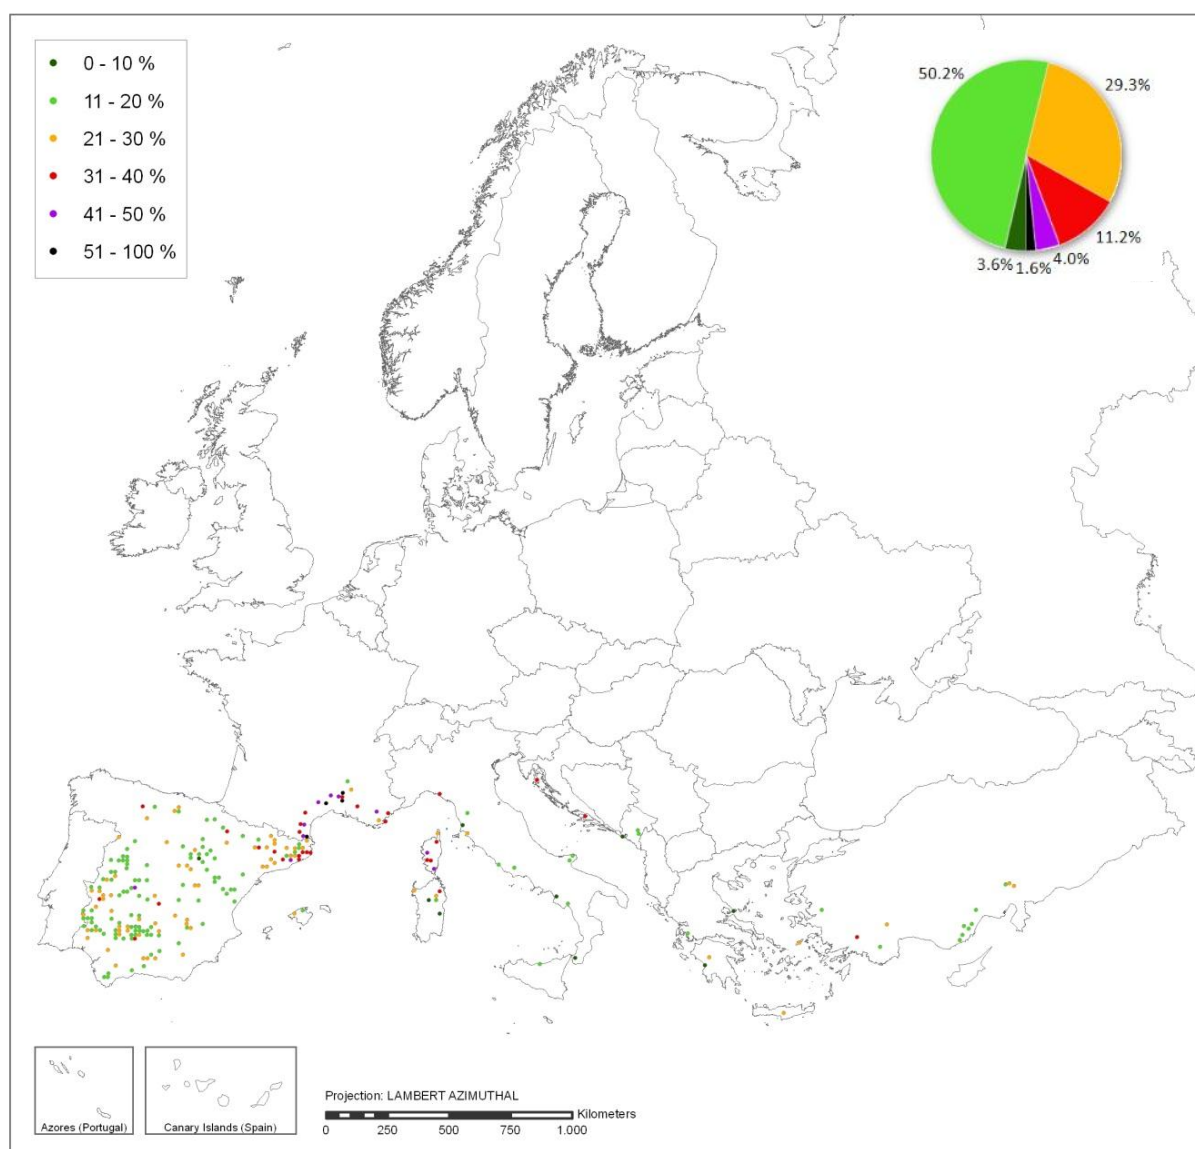 0 - 10 %
11 - 20 %
21 - 30 %
31 - 40 %
41 - 50 %
51 - 100 %
50.2%
29.3%
11.2%
4.0%
1.6%
3.6%
Azores (Portugal)
Canary Islands (Spain)
Projection: LAMBERT AZIMUTHAL
Kilometers
0 250 500 750 1.000